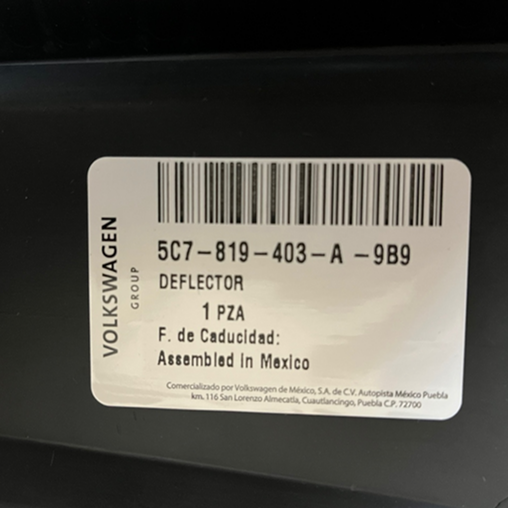 VOLKSWAGEN
GROUP
5C7-819-403-A -9B9
DEFLECTOR
1 PZA
F. de Caducidad:
Assembled in Mexico
Comercializado por Volkswagen de México, S.A. de C.V. Autopista México Puebla
km. 116 San Lorenzo Almecatla, Cuautlancingo, Puebla C.P. 72700